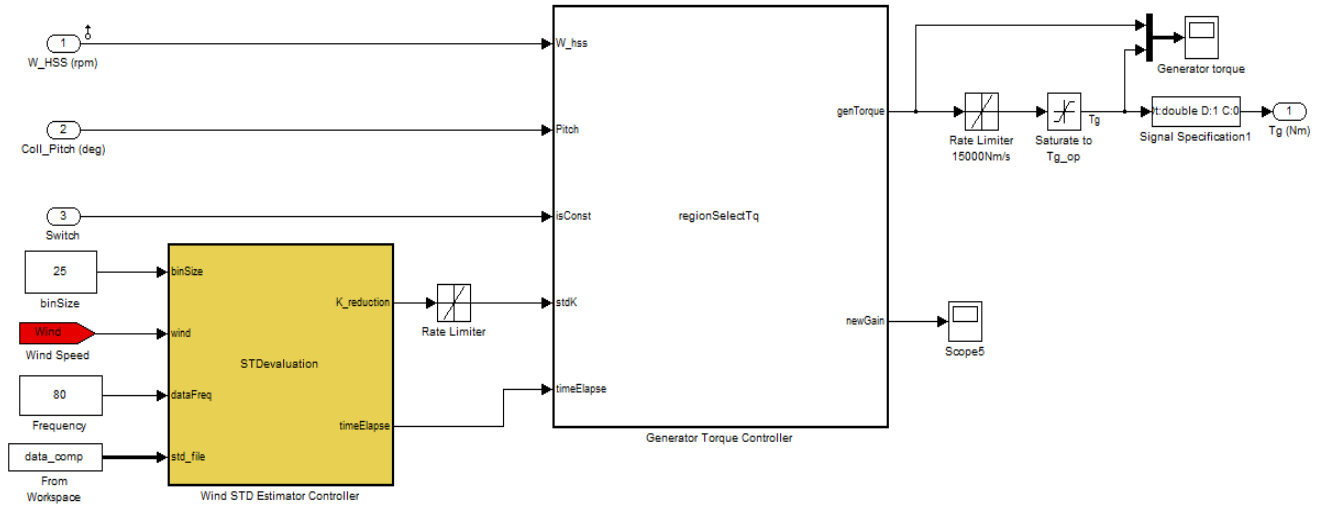 1
W_HSS (rpm)
2
Coll_Pitch (deg)
3
Switch
25
binSize
Wind
Wind Speed
80
Frequency
data_comp
From
Workspace
binSize
wind
dataFreq
std_file
STDevaluation
K_reduction
timeElapse
Wind STD Estimator Controller
Rate Limiter
W_hss
Pitch
isConst
stdK
timeElapse
regionSelectTq
genTorque
newGain
Generator Torque Controller
Rate Limiter
15000Nm/s
Saturate to
Tg_op
Tg
Generator torque
t:double D:1 C:0
Signal Specification1
1
Tg (Nm)
Scope5